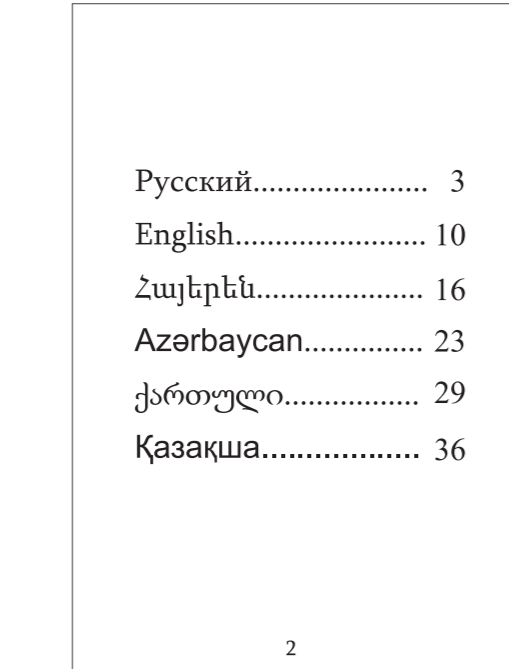 Русский...................... 3
English........................ 10
Հայերեն..................... 16
Azərbaycan............... 23
ქართული................. 29
Қазақша.................. 36
2